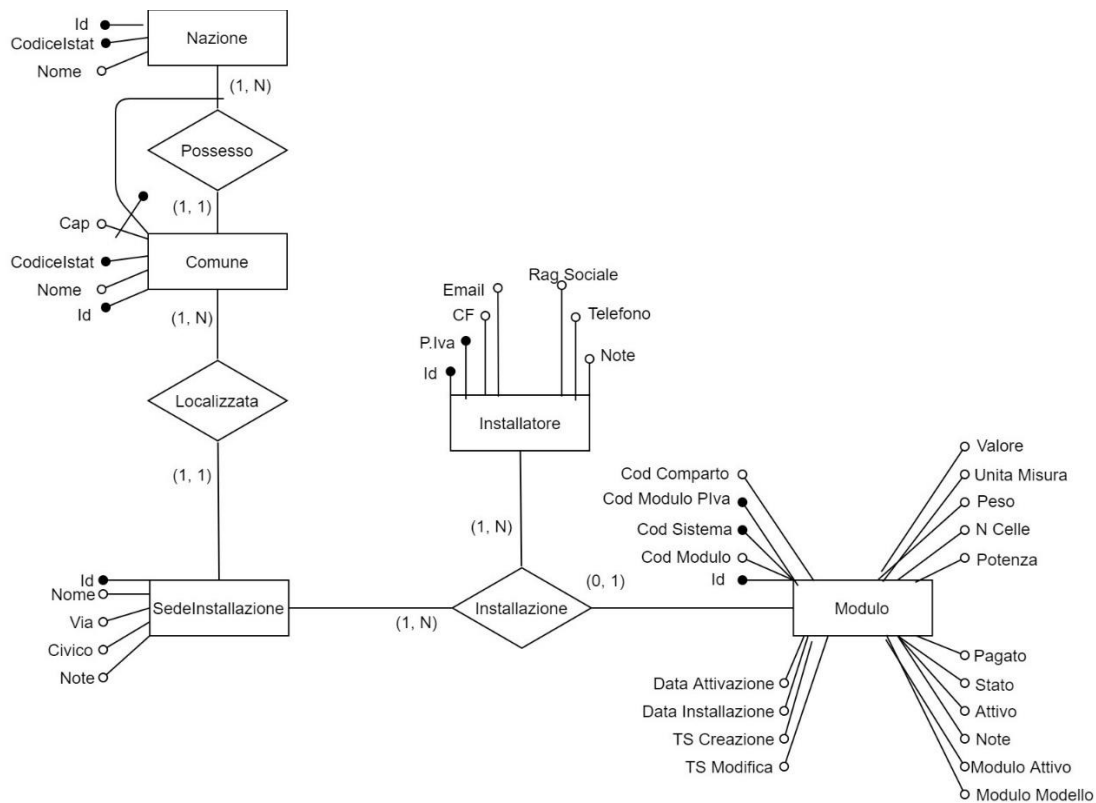 Id
CodiceIstat
Nome
Nazione
(1, N)
Possesso
(1, 1)
Cap
CodiceIstat
Nome
Id
Comune
(1, N)
Localizzata
(1, 1)
Id
Nome
Via
Civico
Note
SedeInstallazione
(1, N)
Rag Sociale
Email
CF
Telefono
P.Iva
Note
Id
Installatore
(1, N)
Installazione
(0, 1)
Cod Comparto
Cod Modulo PIva
Cod Sistema
Cod Modulo
Id
Valore
Unita Misura
Peso
N Celle
Potenza
Modulo
Data Attivazione
Data Installazione
TS Creazione
TS Modifica
Pagato
Stato
Attivo
Note
Modulo Attivo
Modulo Modello